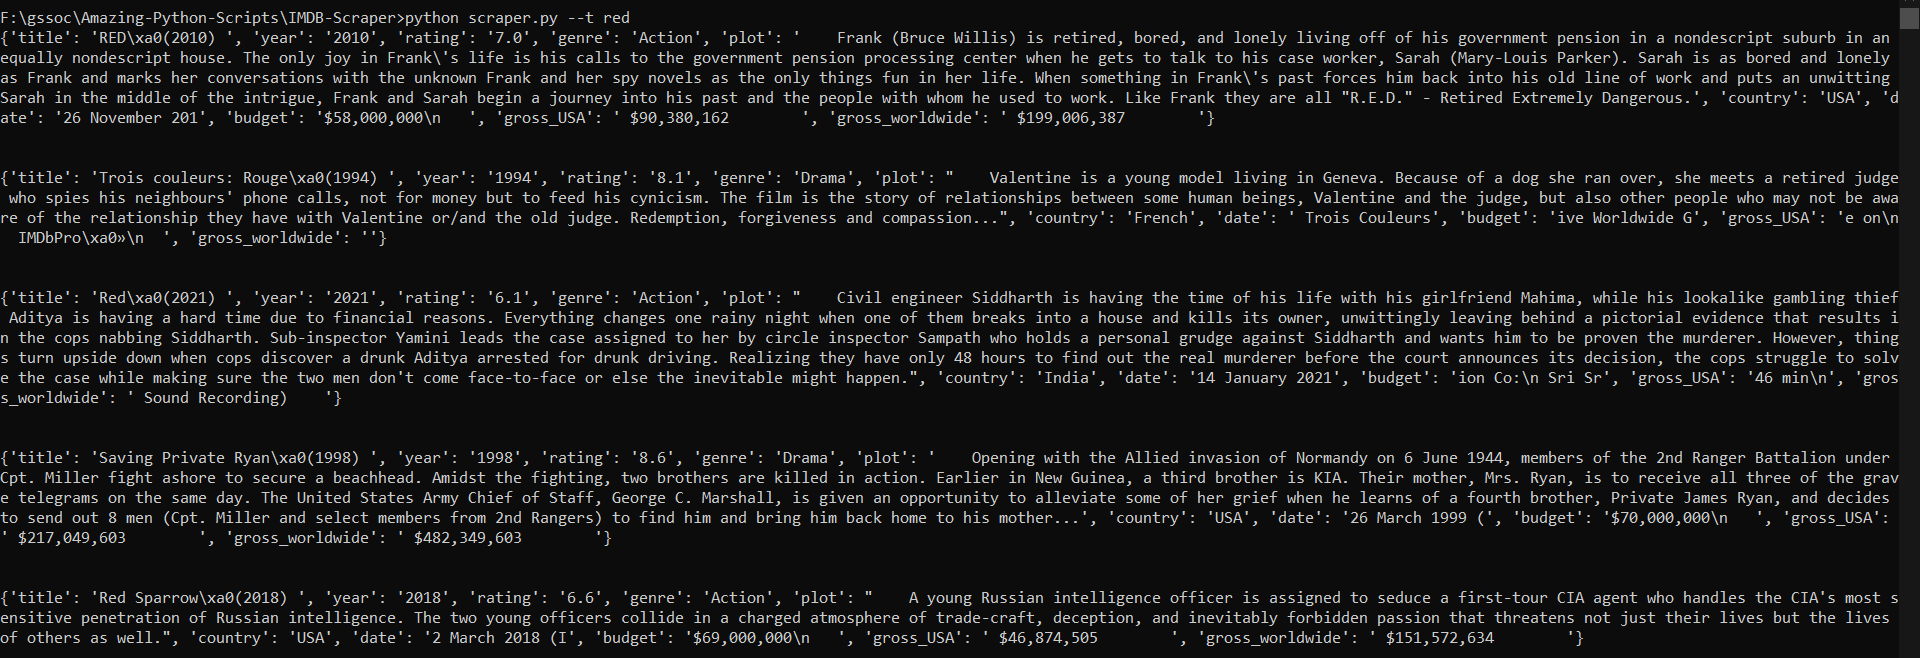 F:\gssoc\Amazing-Python-Scripts\IMDB-Scraper>python scraper.py --t red
{'title': 'RED\xa0(2010) ', 'year': '2010', 'rating': '7.0', 'genre': 'Action', 'plot': '    Frank (Bruce Willis) is retired, bored, and lonely living off of his government pension in a nondescript suburb in an
equally nondescript house. The only joy in Frank\'s life is his calls to the government pension processing center when he gets to talk to his case worker, Sarah (Mary-Louis Parker). Sarah is as bored and lonely
as Frank and marks her conversations with the unknown Frank and her spy novels as the only things fun in her life. When something in Frank\'s past forces him back into his old line of work and puts an unwitting
Sarah in the middle of the intrigue, Frank and Sarah begin a journey into his past and the people with whom he used to work. Like Frank they are all "R.E.D." - Retired Extremely Dangerous.', 'country': 'USA', 'd
ate': '26 November 201', 'budget': '$58,000,000\n   ', 'gross_USA': ' $90,380,162        ', 'gross_worldwide': ' $199,006,387        '}
{'title': 'Trois couleurs: Rouge\xa0(1994) ', 'year': '1994', 'rating': '8.1', 'genre': 'Drama', 'plot': "    Valentine is a young model living in Geneva. Because of a dog she ran over, she meets a retired judge
 who spies his neighbours' phone calls, not for money but to feed his cynicism. The film is the story of relationships between some human beings, Valentine and the judge, but also other people who may not be awa
re of the relationship they have with Valentine or/and the old judge. Redemption, forgiveness and compassion...", 'country': 'French', 'date': ' Trois Couleurs', 'budget': 'ive Worldwide G', 'gross_USA': 'e on\n
  IMDbPro\xa0»\n  ', 'gross_worldwide': ''}
{'title': 'Red\xa0(2021) ', 'year': '2021', 'rating': '6.1', 'genre': 'Action', 'plot': "    Civil engineer Siddharth is having the time of his life with his girlfriend Mahima, while his lookalike gambling thief
 Aditya is having a hard time due to financial reasons. Everything changes one rainy night when one of them breaks into a house and kills its owner, unwittingly leaving behind a pictorial evidence that results i
n the cops nabbing Siddharth. Sub-inspector Yamini leads the case assigned to her by circle inspector Sampath who holds a personal grudge against Siddharth and wants him to be proven the murderer. However, thing
s turn upside down when cops discover a drunk Aditya arrested for drunk driving. Realizing they have only 48 hours to find out the real murderer before the court announces its decision, the cops struggle to solv
e the case while making sure the two men don't come face-to-face or else the inevitable might happen.", 'country': 'India', 'date': '14 January 2021', 'budget': 'ion Co:\n Sri Sr', 'gross_USA': '46 min\n', 'gros
s_worldwide': ' Sound Recording)    '}
{'title': 'Saving Private Ryan\xa0(1998) ', 'year': '1998', 'rating': '8.6', 'genre': 'Drama', 'plot': '    Opening with the Allied invasion of Normandy on 6 June 1944, members of the 2nd Ranger Battalion under
Cpt. Miller fight ashore to secure a beachhead. Amidst the fighting, two brothers are killed in action. Earlier in New Guinea, a third brother is KIA. Their mother, Mrs. Ryan, is to receive all three of the grav
e telegrams on the same day. The United States Army Chief of Staff, George C. Marshall, is given an opportunity to alleviate some of her grief when he learns of a fourth brother, Private James Ryan, and decides
to send out 8 men (Cpt. Miller and select members from 2nd Rangers) to find him and bring him back home to his mother...', 'country': 'USA', 'date': '26 March 1999 (', 'budget': '$70,000,000\n   ', 'gross_USA':
' $217,049,603        ', 'gross_worldwide': ' $482,349,603        '}
{'title': 'Red Sparrow\xa0(2018) ', 'year': '2018', 'rating': '6.6', 'genre': 'Action', 'plot': "    A young Russian intelligence officer is assigned to seduce a first-tour CIA agent who handles the CIA's most s
ensitive penetration of Russian intelligence. The two young officers collide in a charged atmosphere of trade-craft, deception, and inevitably forbidden passion that threatens not just their lives but the lives
of others as well.", 'country': 'USA', 'date': '2 March 2018 (I', 'budget': '$69,000,000\n   ', 'gross_USA': ' $46,874,505        ', 'gross_worldwide': ' $151,572,634        '}